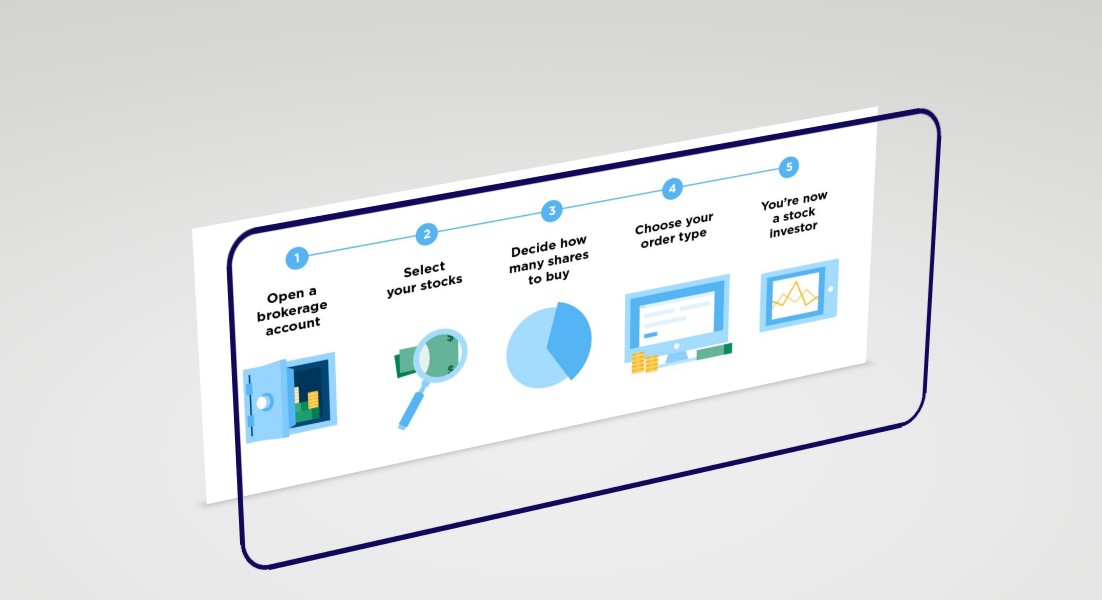 1
2
3
4
5
Open a
brokerage
account
Select
your stocks
Decide how
many shares
to buy
Choose your
order type
You're now
a stock
investor